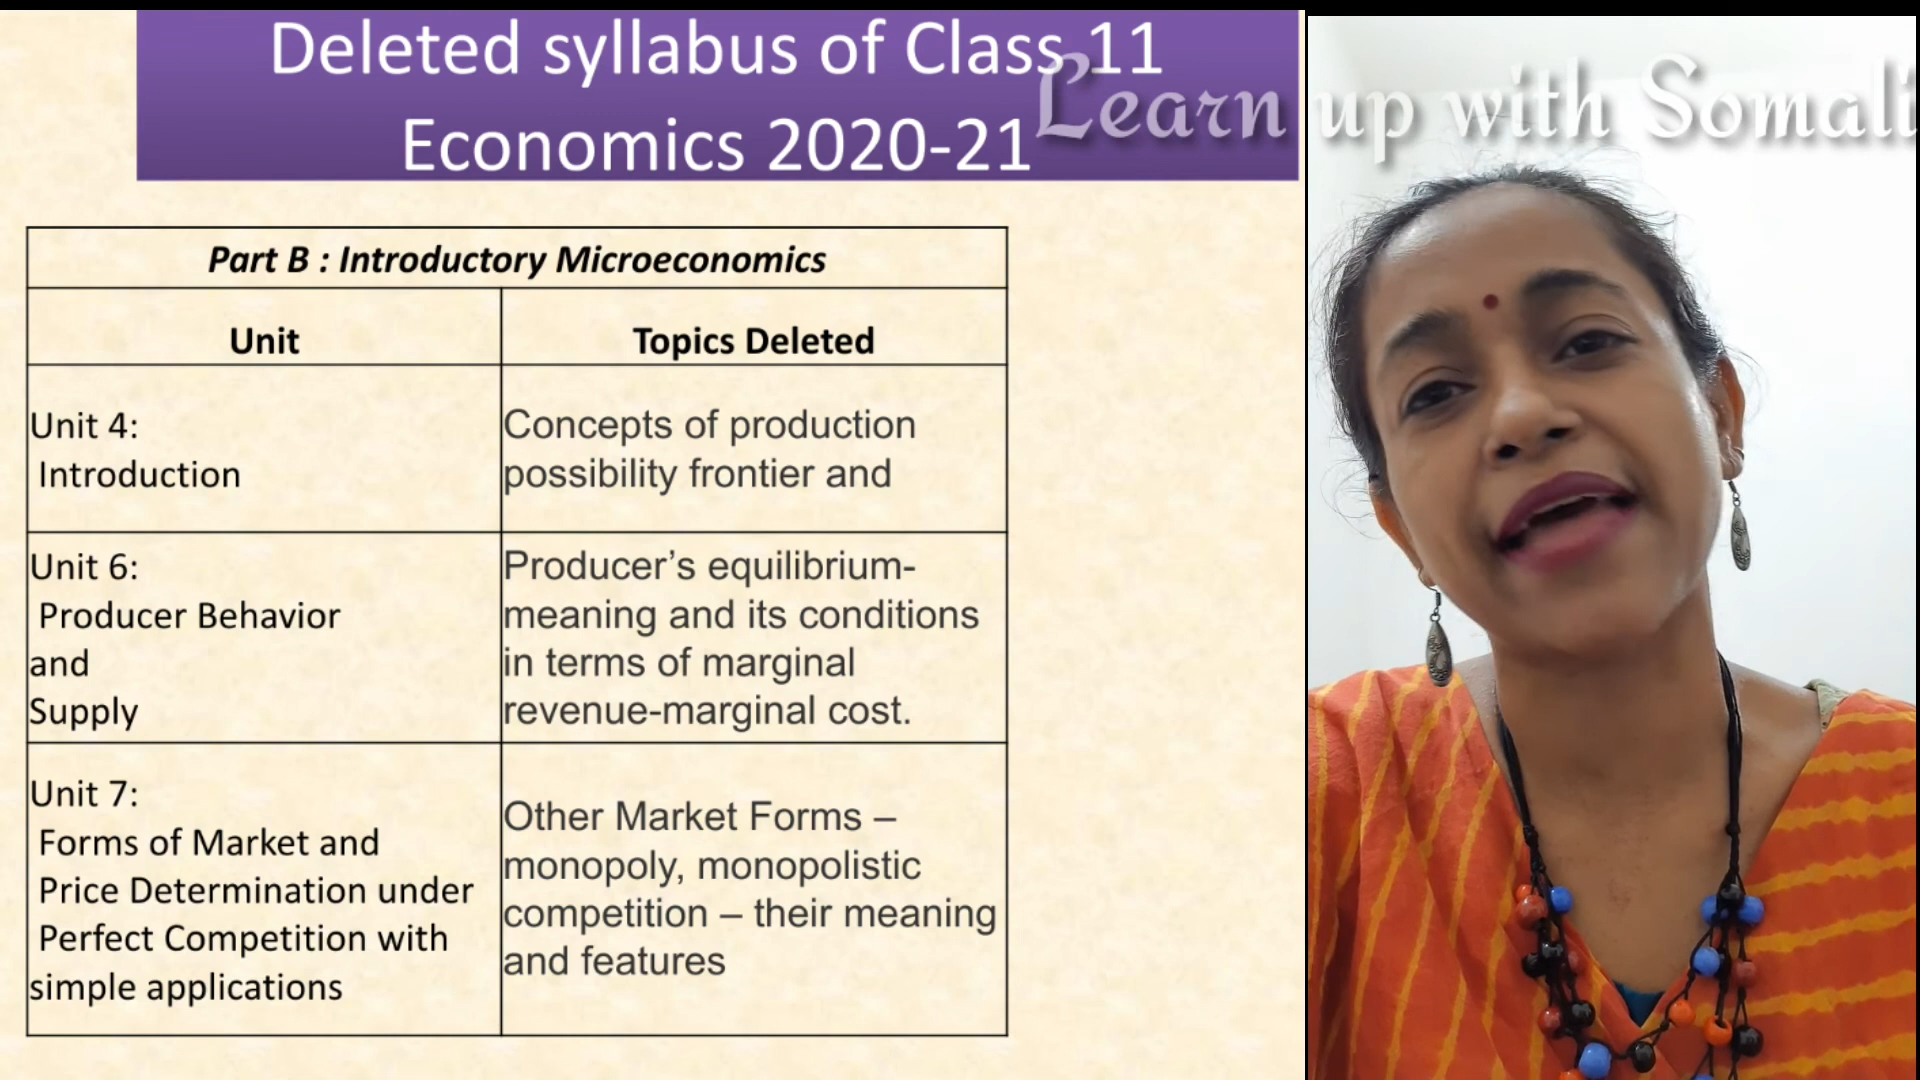 Deleted syllabus of Class 11
Economics 2020-21
Learn up with Somali
Part B : Introductory Microeconomics
Unit
Topics Deleted
Unit 4:
Introduction
Concepts of production
possibility frontier and
Unit 6:
Producer Behavior
and
Supply
Producer’s equilibrium-
meaning and its conditions
in terms of marginal
revenue-marginal cost.
Unit 7:
Forms of Market and
Price Determination under
Perfect Competition with
simple applications
Other Market Forms –
monopoly, monopolistic
competition – their meaning
and features